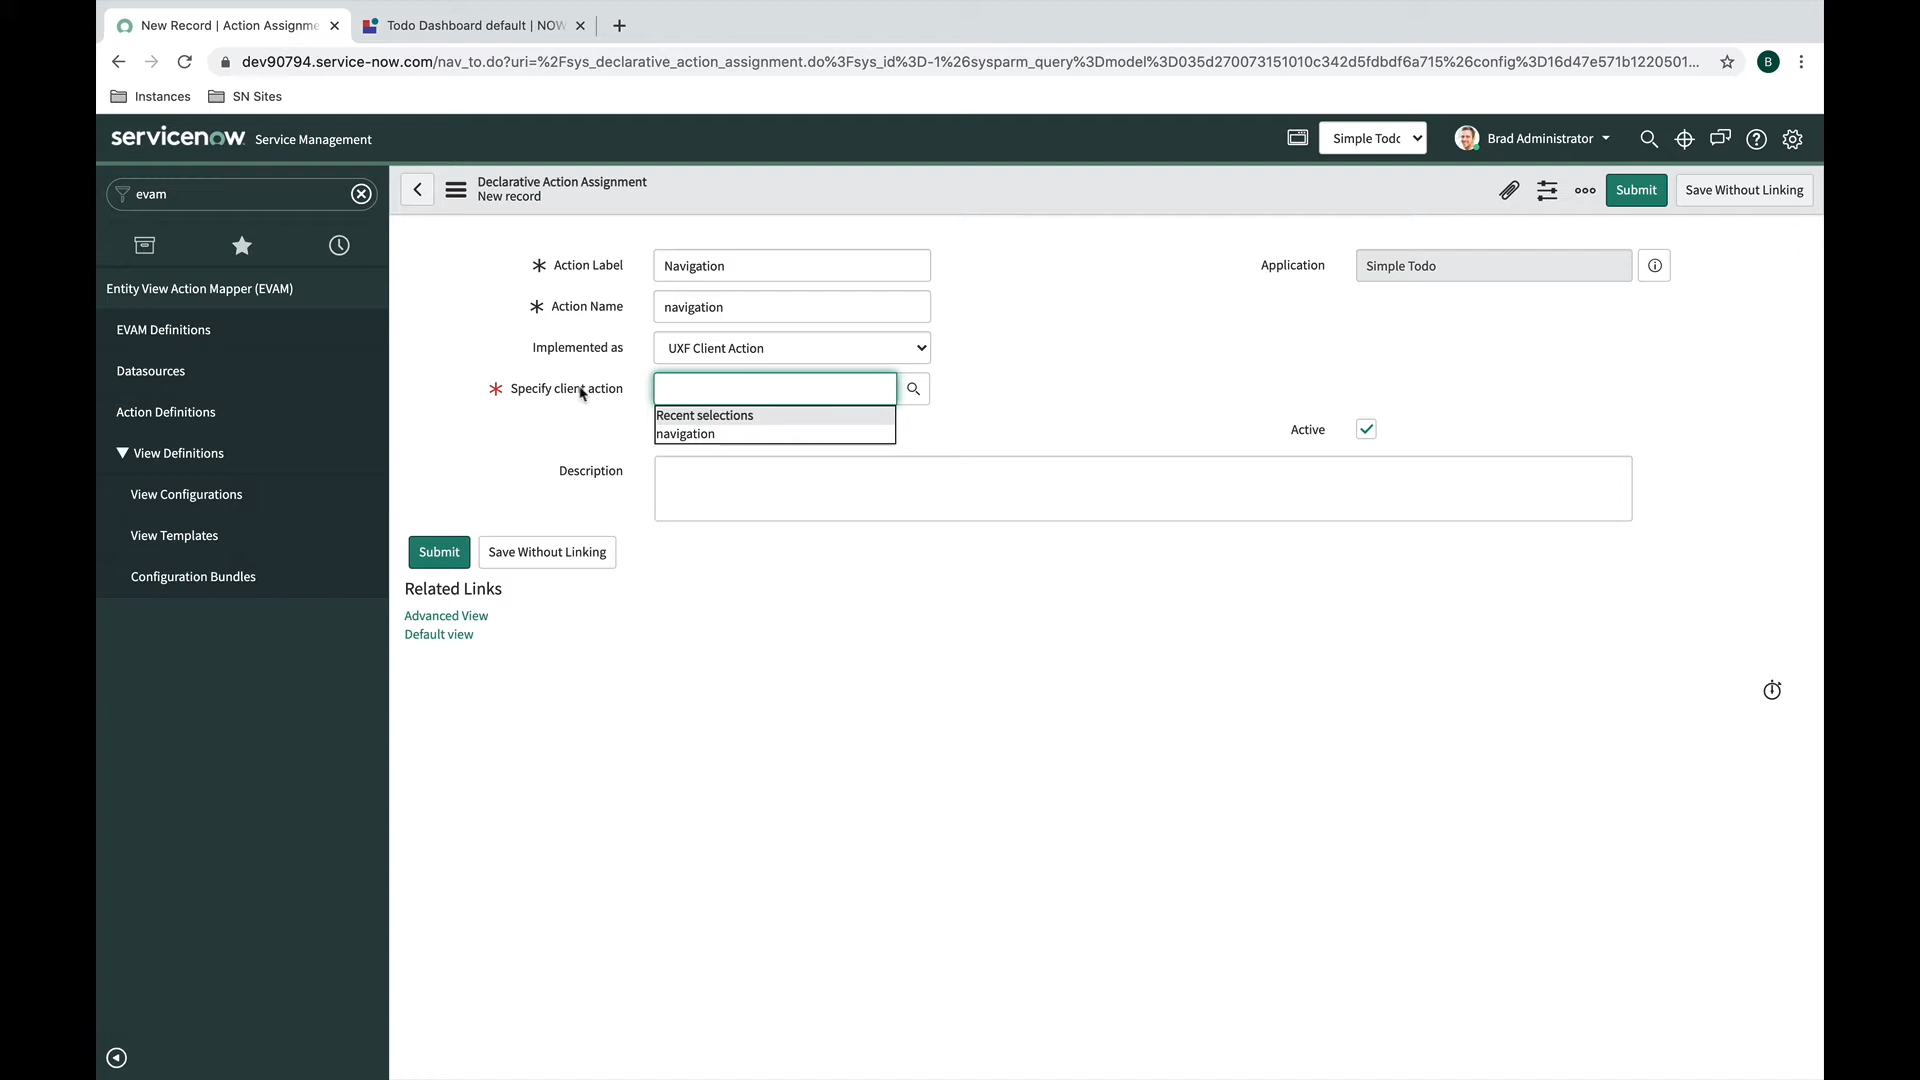 New Record | Action Assignme
Todo Dashboard default | NOW
dev90794.service-now.com/nav_to.do?uri=%2Fsys_declarative_action_assignment.do%3Fsys_id%3D-1%26sysparm_query%3Dmodel%3D035d270073151010c342d5fdbdf6a715%26config%3D16d47e571b1220501...
B
Instances
SN Sites
servicenow Service Management
Simple Todo
Brad Administrator
evam
Declarative Action Assignment
New record
Submit
Save Without Linking
Entity View Action Mapper (EVAM)
EVAM Definitions
Datasources
Action Definitions
View Definitions
View Configurations
View Templates
Configuration Bundles
Action Label
Navigation
Application
Simple Todo
Action Name
navigation
Implemented as
UXF Client Action
Specify client action
Recent selections
navigation
Active
Description
Submit
Save Without Linking
Related Links
Advanced View
Default view